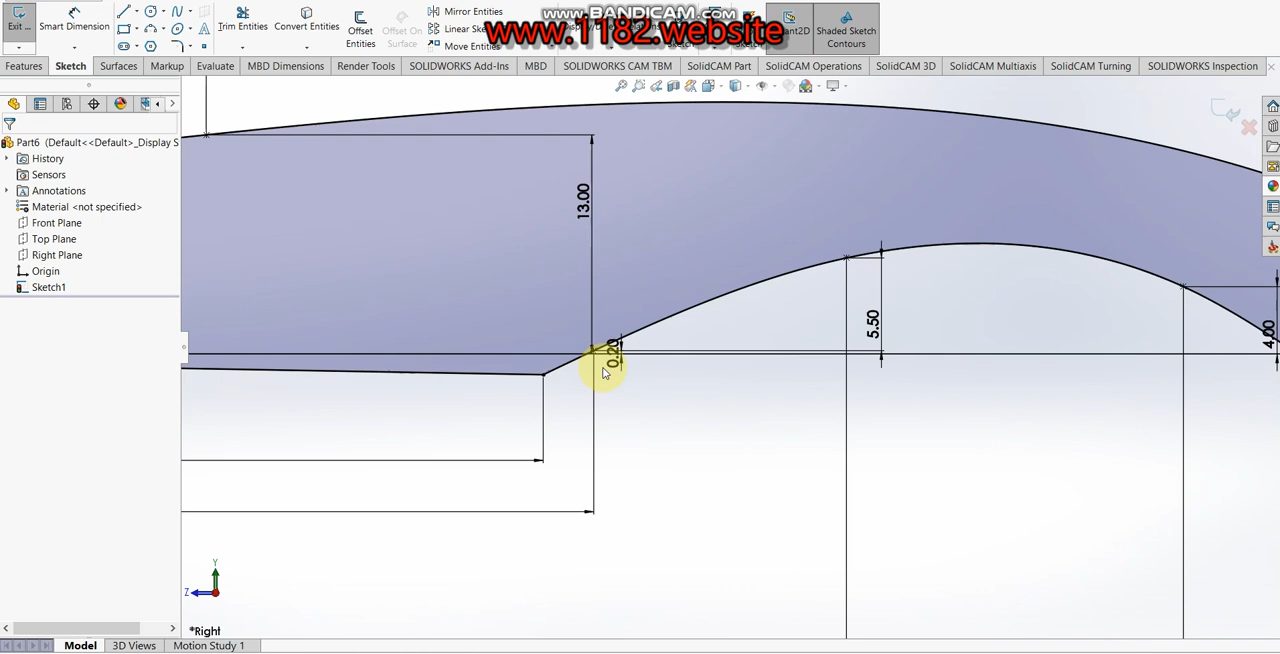 www.BANDICAM.com
www.1182.website
Exit ...
Smart Dimension
Trim Entities
Convert Entities
Offset
Entities
Offset On
Surface
Mirror Entities
Linear Sk
Move Entities
Shaded Sketch
Contours
Features
Sketch
Surfaces
Markup
Evaluate
MBD Dimensions
Render Tools
SOLIDWORKS Add-Ins
MBD
SOLIDWORKS CAM TBM
SolidCAM Part
SolidCAM Operations
SolidCAM 3D
SolidCAM Multiaxis
SolidCAM Turning
SOLIDWORKS Inspection
Part6 (Default<<Default>_Display S
History
Sensors
Annotations
Material <not specified>
Front Plane
Top Plane
Right Plane
Origin
Sketch1
13.00
0.20
5.50
4.00
Y
Z
*Right
Model
3D Views
Motion Study 1